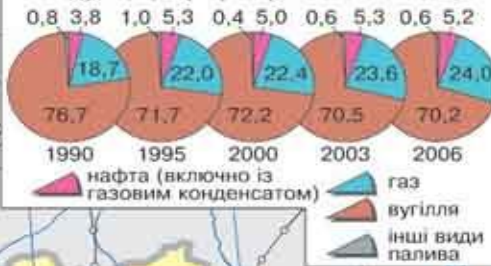 0,8 3,8 1,0 5,3 0,4 5,0 0,6 5,3 0,6 5,2
18,7 22,0 22,4 23,6 24,0
76,7 71,7 72,2 70,5 70,2
1990 1995 2000 2003 2006
нафта (включно із
газовим конденсатом)
газ
вугілля
інші види
палива